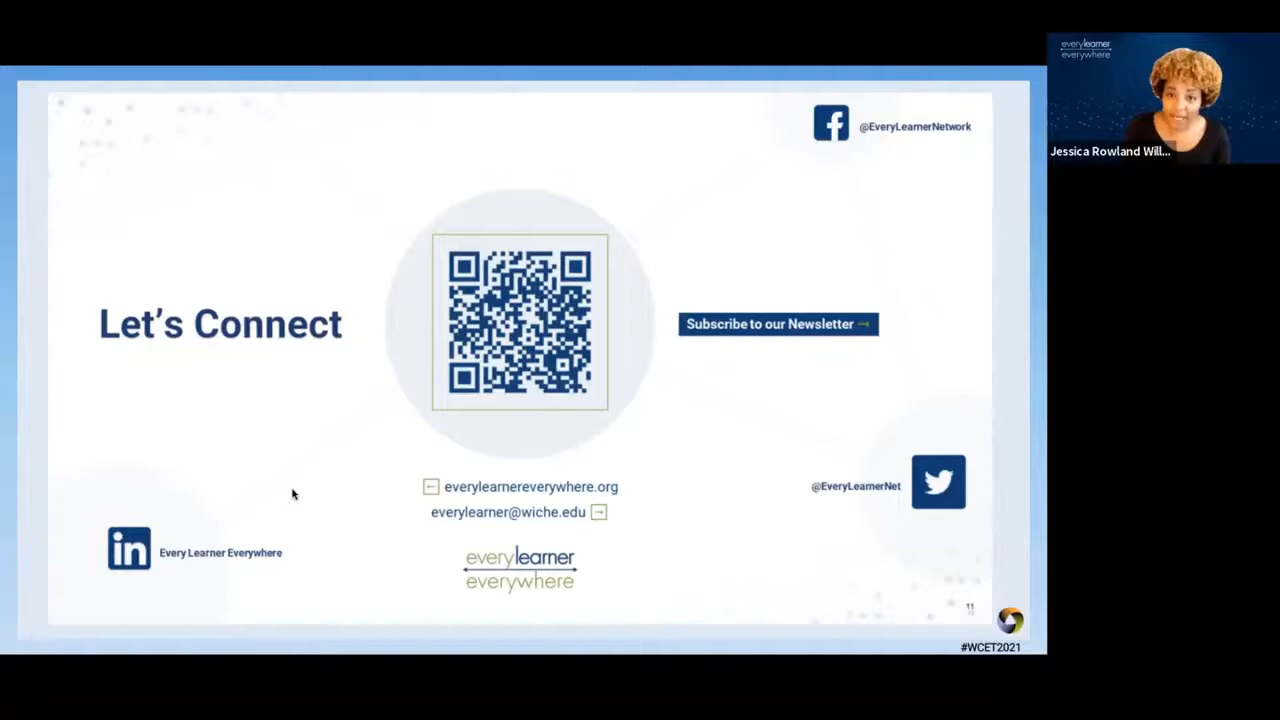 @EveryLearnerNetwork
everylearner
everywhere
Jessica Rowland Will...
Let's Connect
Subscribe to our Newsletter →
everylearnereverywhere.org
@EveryLearnerNet
everylearner@wiche.edu
Every Learner Everywhere
everylearner
everywhere
11
#WCET2021